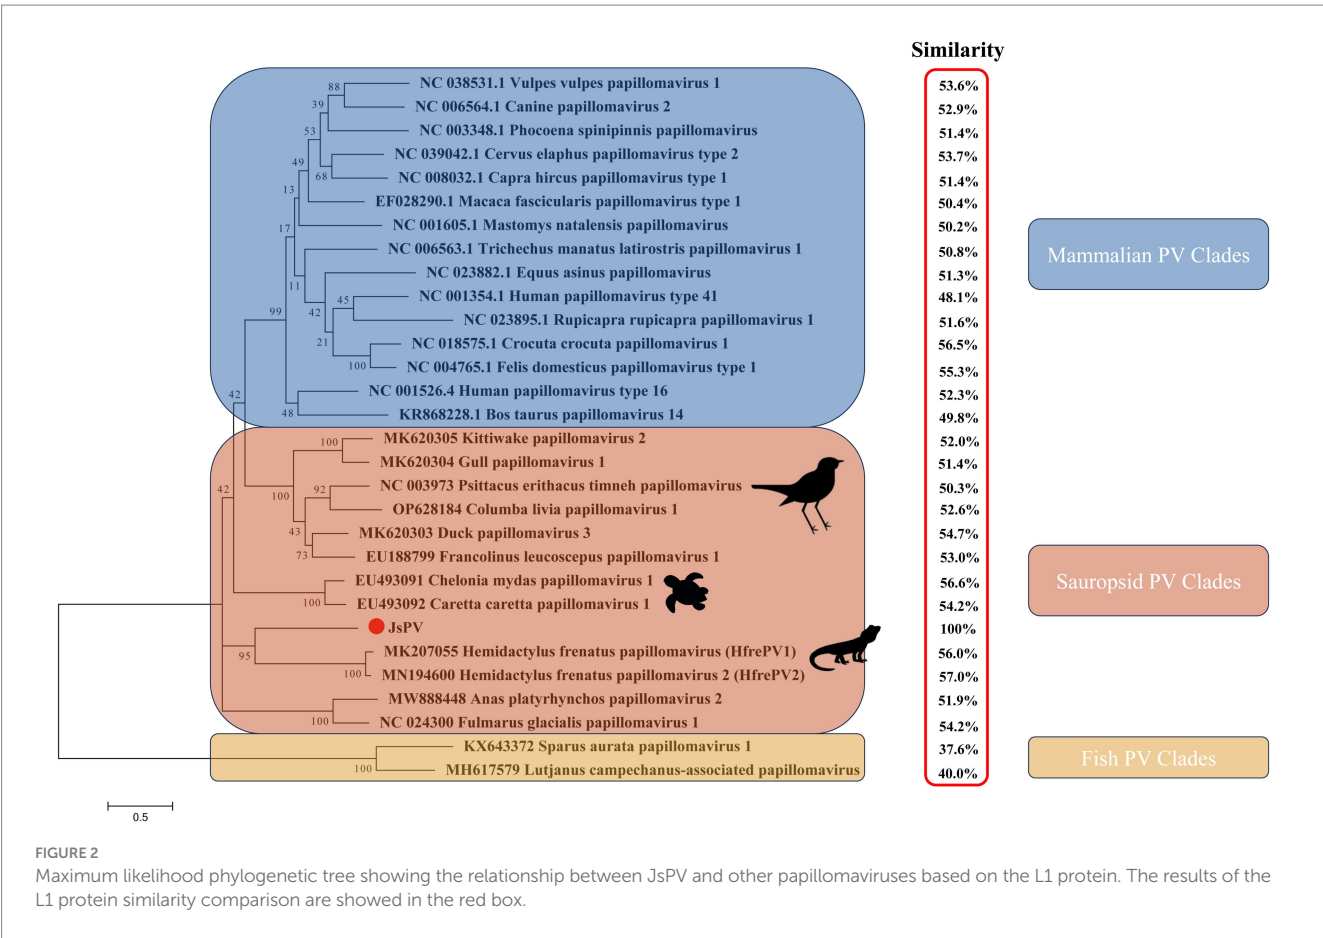 Similarity
88 NC 038531.1 Vulpes vulpes papillomavirus 1 53.6%
39 NC 006564.1 Canine papillomavirus 2 52.9%
53 NC 003348.1 Phocoena spinipinnis papillomavirus 51.4%
49 NC 039042.1 Cervus elaphus papillomavirus type 2 53.7%
68 NC 008032.1 Capra hircus papillomavirus type 1 51.4%
13 EF028290.1 Macaca fascicularis papillomavirus type 1 50.4%
17 NC 001605.1 Mastomys natalensis papillomavirus 50.2%
NC 006563.1 Trichechus manatus latirostris papillomavirus 1 50.8%
Mammalian PV Clades
11 NC 023882.1 Equus asinus papillomavirus 51.3%
45 NC 001354.1 Human papillomavirus type 41 48.1%
99 42 NC 023895.1 Rupicapra rupicapra papillomavirus 1 51.6%
21 NC 018575.1 Crocuta crocuta papillomavirus 1 56.5%
100 NC 004765.1 Felis domesticus papillomavirus type 1 55.3%
42 NC 001526.4 Human papillomavirus type 16 52.3%
48 KR868228.1 Bos taurus papillomavirus 14 49.8%
100 MK620305 Kittiwake papillomavirus 2 52.0%
MK620304 Gull papillomavirus 1 51.4%
42 100 92 NC 003973 Psittacus erithacus timneh papillomavirus 50.3%
OP628184 Columba livia papillomavirus 1 52.6%
43 MK620303 Duck papillomavirus 3 54.7%
73 EU188799 Francolinus leucoscepus papillomavirus 1 53.0%
EU493091 Chelonia mydas papillomavirus 1 56.6%
Sauropsid PV Clades
100 EU493092 Caretta caretta papillomavirus 1 54.2%
JsPV 100%
95 MK207055 Hemidactylus frenatus papillomavirus (HfrePV1) 56.0%
100 MN194600 Hemidactylus frenatus papillomavirus 2 (HfrePV2) 57.0%
MW888448 Anas platyrhynchos papillomavirus 2 51.9%
100 NC 024300 Fulmarus glacialis papillomavirus 1 54.2%
KX643372 Sparus aurata papillomavirus 1 37.6%
Fish PV Clades
100 MH617579 Lutjanus campechanus-associated papillomavirus 40.0%
0.5
FIGURE 2
Maximum likelihood phylogenetic tree showing the relationship between JsPV and other papillomaviruses based on the L1 protein. The results of the
L1 protein similarity comparison are showed in the red box.